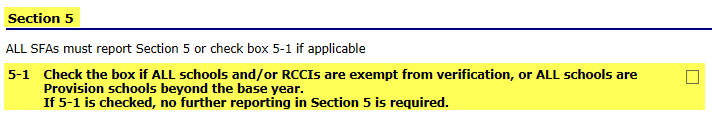 Section 5
ALL SFAs must report Section 5 or check box 5-1 if applicable
5-1 Check the box if ALL schools and/or RCCIs are exempt from verification, or ALL schools are
Provision schools beyond the base year.
If 5-1 is checked, no further reporting in Section 5 is required.